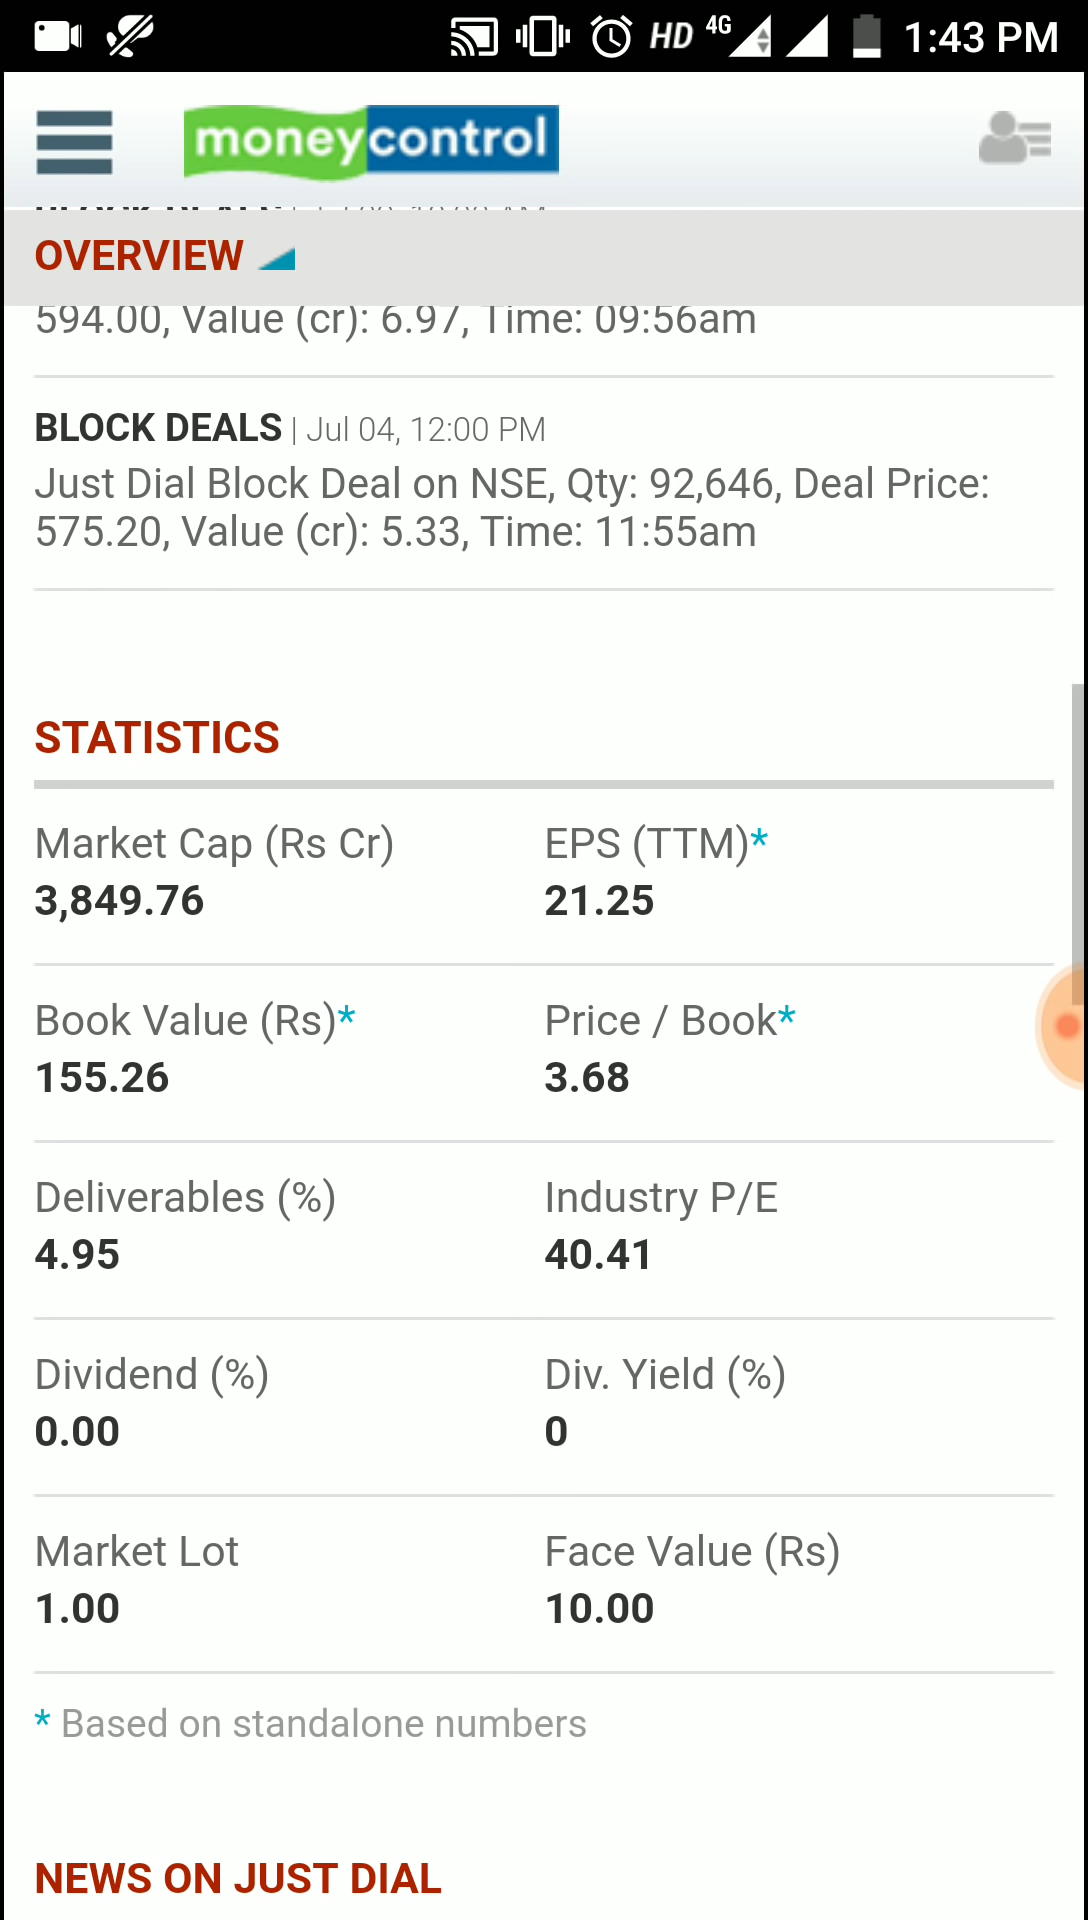 HD 4G 1:43 PM
moneycontrol
OVERVIEW
594.00, Value (cr): 6.97, Time: 09:56am
BLOCK DEALS | Jul 04, 12:00 PM
Just Dial Block Deal on NSE, Qty: 92,646, Deal Price:
575.20, Value (cr): 5.33, Time: 11:55am
STATISTICS
Market Cap (Rs Cr) EPS (TTM)*
3,849.76 21.25
Book Value (Rs)* Price / Book*
155.26 3.68
Deliverables (%) Industry P/E
4.95 40.41
Dividend (%) Div. Yield (%)
0.00 0
Market Lot Face Value (Rs)
1.00 10.00
* Based on standalone numbers
NEWS ON JUST DIAL